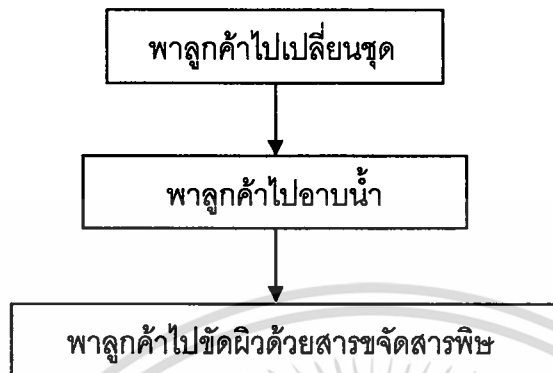 พาลูกค้าไปเปลี่ยนชุด
พาลูกค้าไปอาบน้ำ
พาลูกค้าไปขัดผิวด้วยสารขจัดสารพิษ